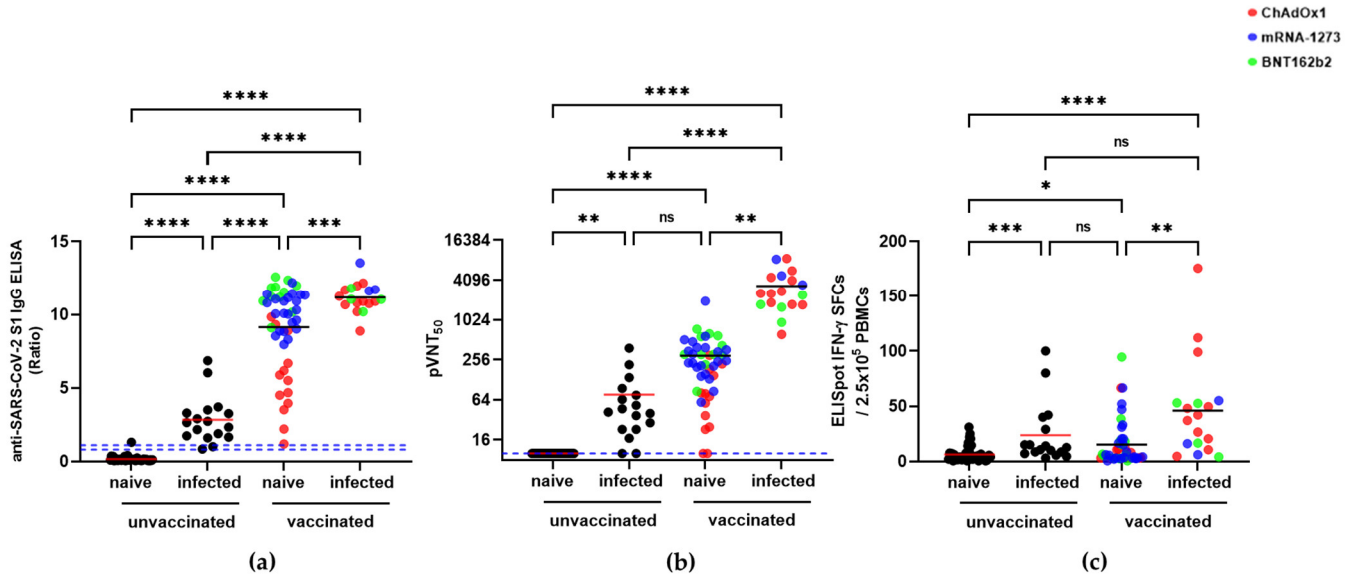 ChAdOx1
mRNA-1273
BNT162b2
****
****
****
**** **** ***
anti-SARS-CoV-2 S1 IgG ELISA
(Ratio)
15
10
5
0
naive infected naive infected
unvaccinated vaccinated
(a)
****
****
****
** ns **
pVNT50
16384
4096
1024
256
64
16
naive infected naive infected
unvaccinated vaccinated
(b)
****
ns
*
*** ns **
ELISpot IFN-γ SFCs
/ 2.5x10⁵ PBMCs
200
150
100
50
0
naive infected naive infected
unvaccinated vaccinated
(c)